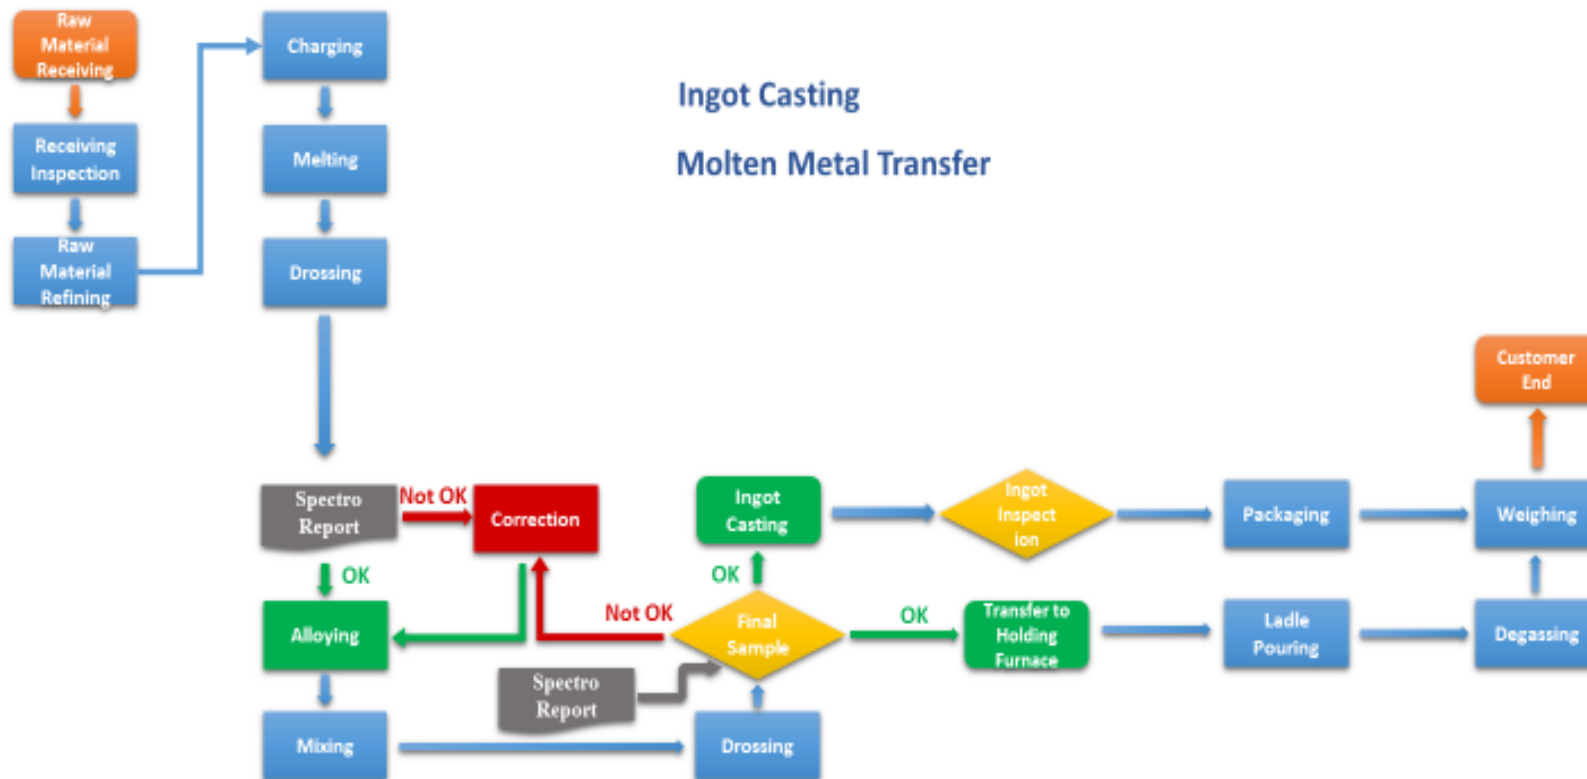 Raw
Material
Receiving
Receiving
Inspection
Raw
Material
Refining
Charging
Melting
Drossing
Ingot Casting
Molten Metal Transfer
Spectro
Report
Not OK
Correction
OK
Alloying
Mixing
Spectro
Report
Drossing
Not OK
Final
Sample
OK
Ingot
Casting
Ingot
Inspect
ion
Packaging
Weighing
Customer
End
OK
Transfer to
Holding
Furnace
Ladle
Pouring
Degassing